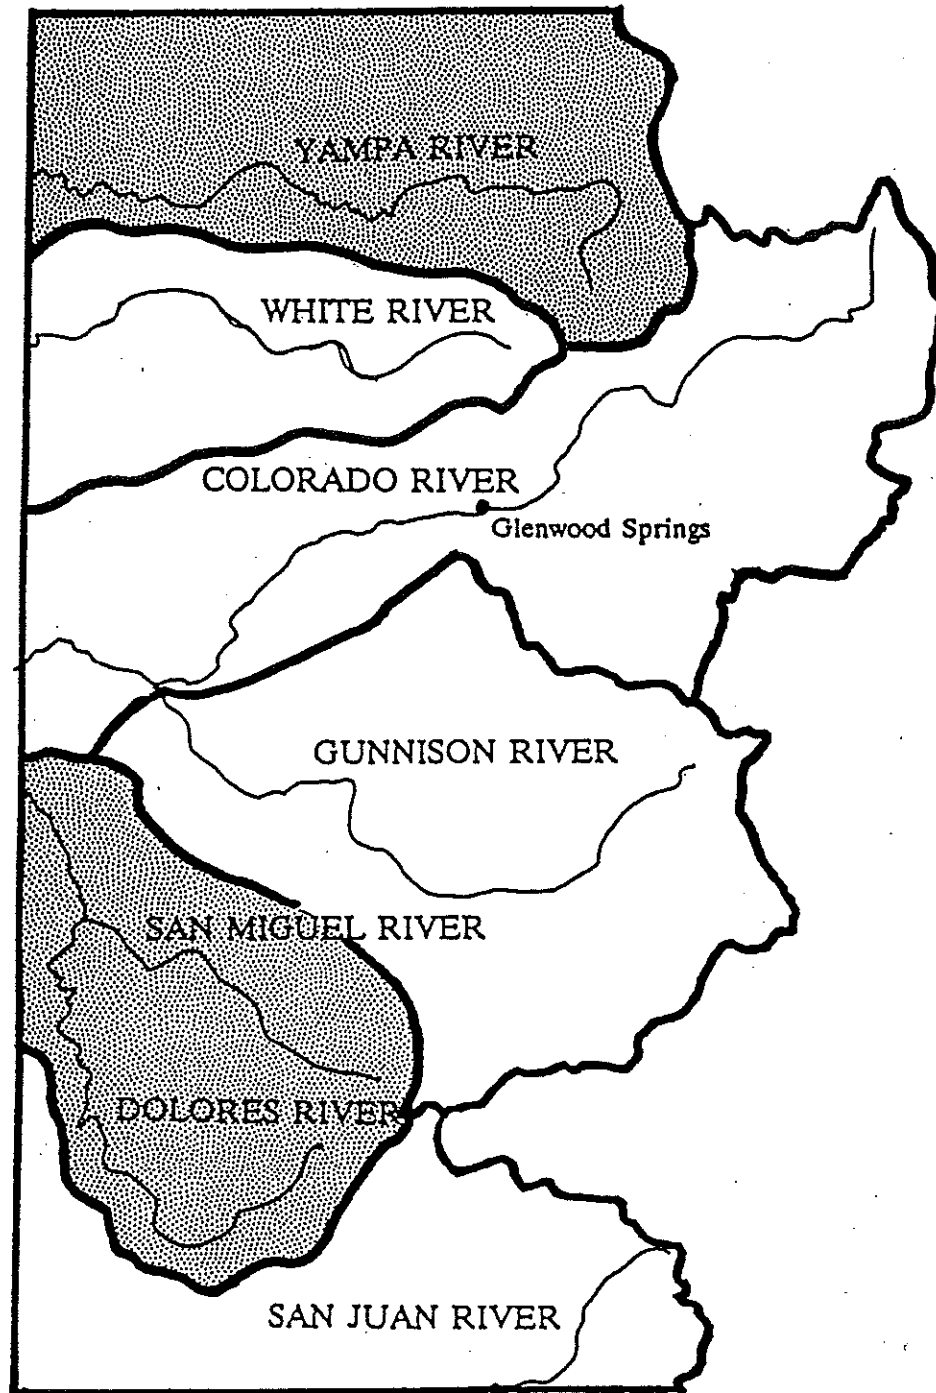 YAMPA RIVER
WHITE RIVER
COLORADO RIVER
Glenwood Springs
GUNNISON RIVER
SAN MIGUEL RIVER
DOLORES RIVER
SAN JUAN RIVER